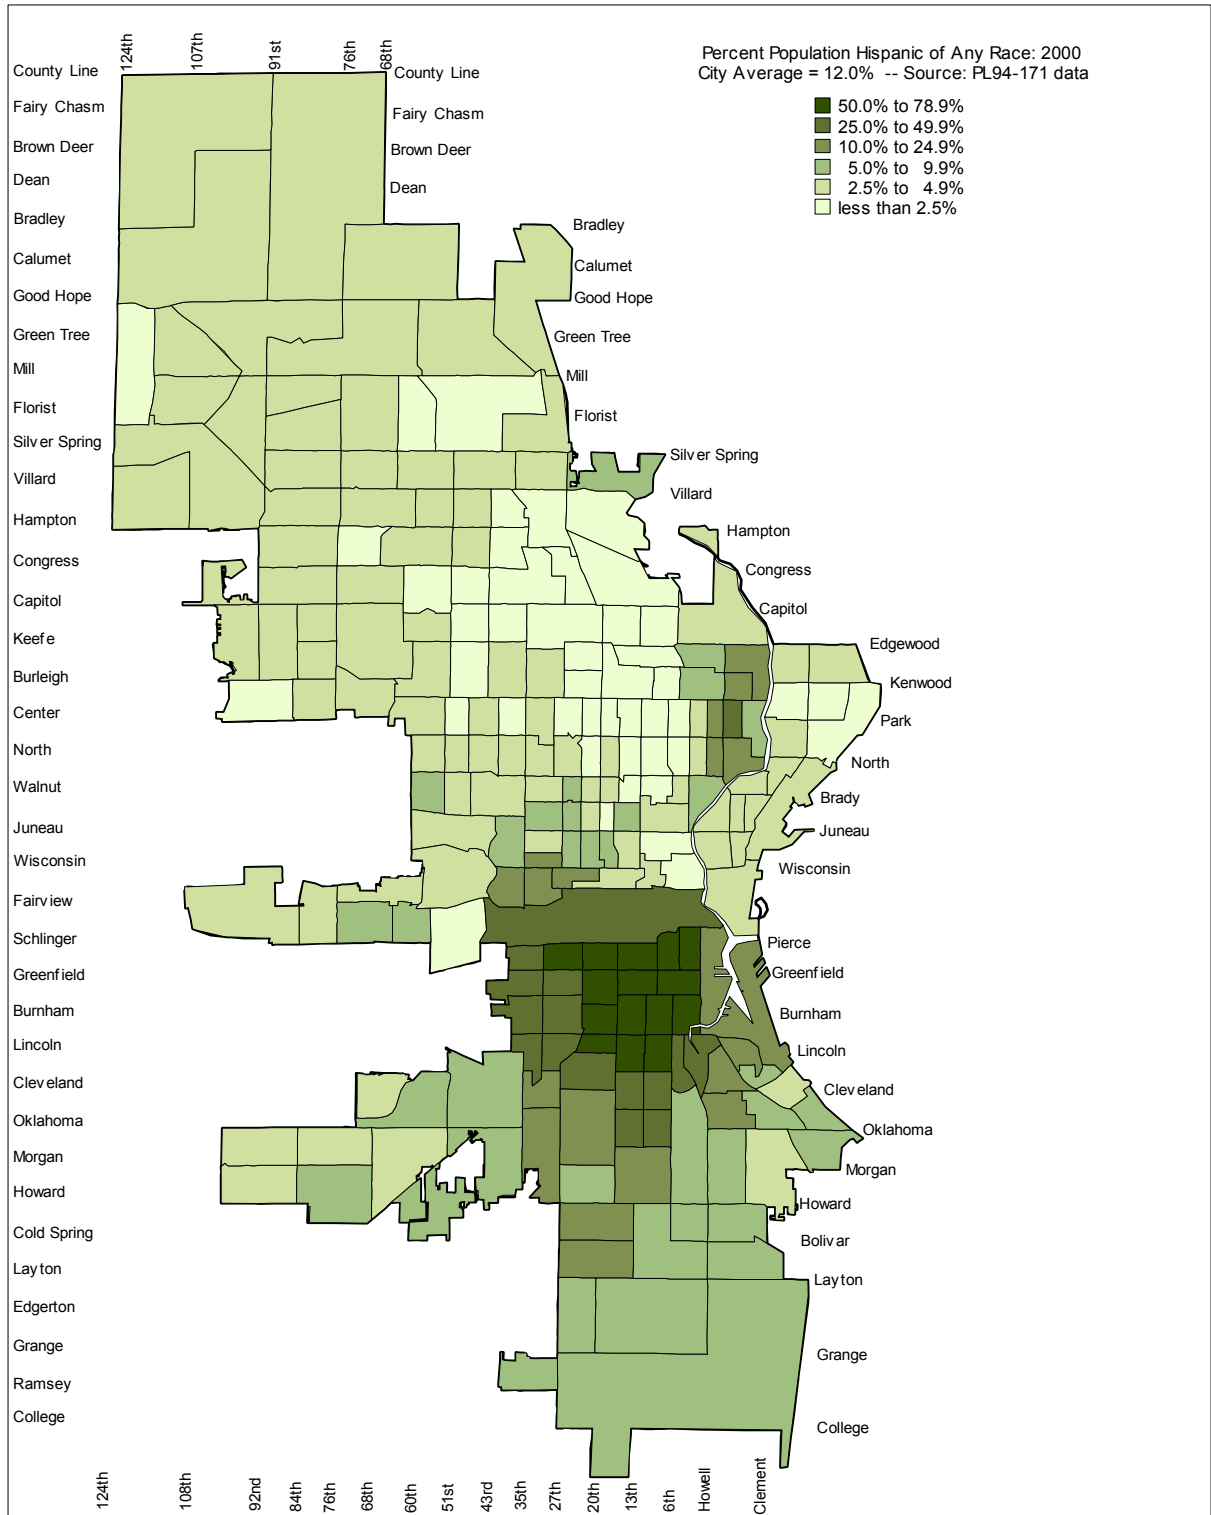 Percent Population Hispanic of Any Race: 2000
City Average = 12.0% -- Source: PL94-171 data
50.0% to 78.9%
25.0% to 49.9%
10.0% to 24.9%
5.0% to 9.9%
2.5% to 4.9%
less than 2.5%
124th
107th
91st
76th
68th
County Line
Fairy Chasm
Brown Deer
Dean
Bradley
Calumet
Good Hope
Green Tree
Mill
Florist
Silver Spring
Villard
Hampton
Congress
Capitol
Keefe
Burleigh
Center
North
Walnut
Juneau
Wisconsin
Fairview
Schlinger
Greenfield
Burnham
Lincoln
Cleveland
Oklahoma
Morgan
Howard
Cold Spring
Layton
Edgerton
Grange
Ramsey
College
County Line
Fairy Chasm
Brown Deer
Dean
Bradley
Calumet
Good Hope
Green Tree
Mill
Florist
Silver Spring
Villard
Hampton
Congress
Capitol
Edgewood
Kenwood
Park
North
Brady
Juneau
Wisconsin
Pierce
Greenfield
Burnham
Lincoln
Cleveland
Oklahoma
Morgan
Howard
Bolivar
Layton
Grange
College
124th
108th
92nd
84th
76th
68th
60th
51st
43rd
35th
27th
20th
13th
6th
Howell
Clement